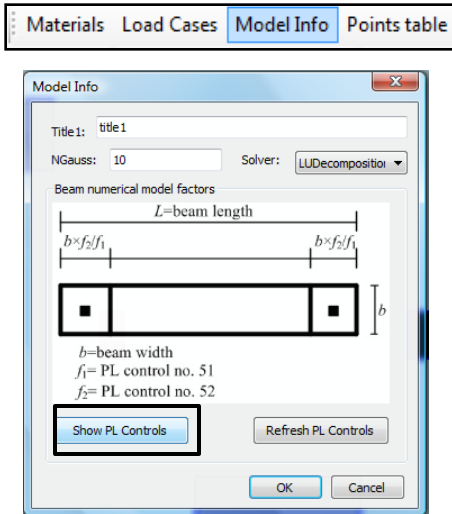 Materials Load Cases Model Info Points table
Model Info
Title1: title1
NGauss: 10 Solver: LUDecomposition
Beam numerical model factors
L=beam length
b×f₂/f₁ b×f₂/f₁
b
b=beam width
f₁= PL control no. 51
f₂= PL control no. 52
Show PL Controls Refresh PL Controls
OK Cancel